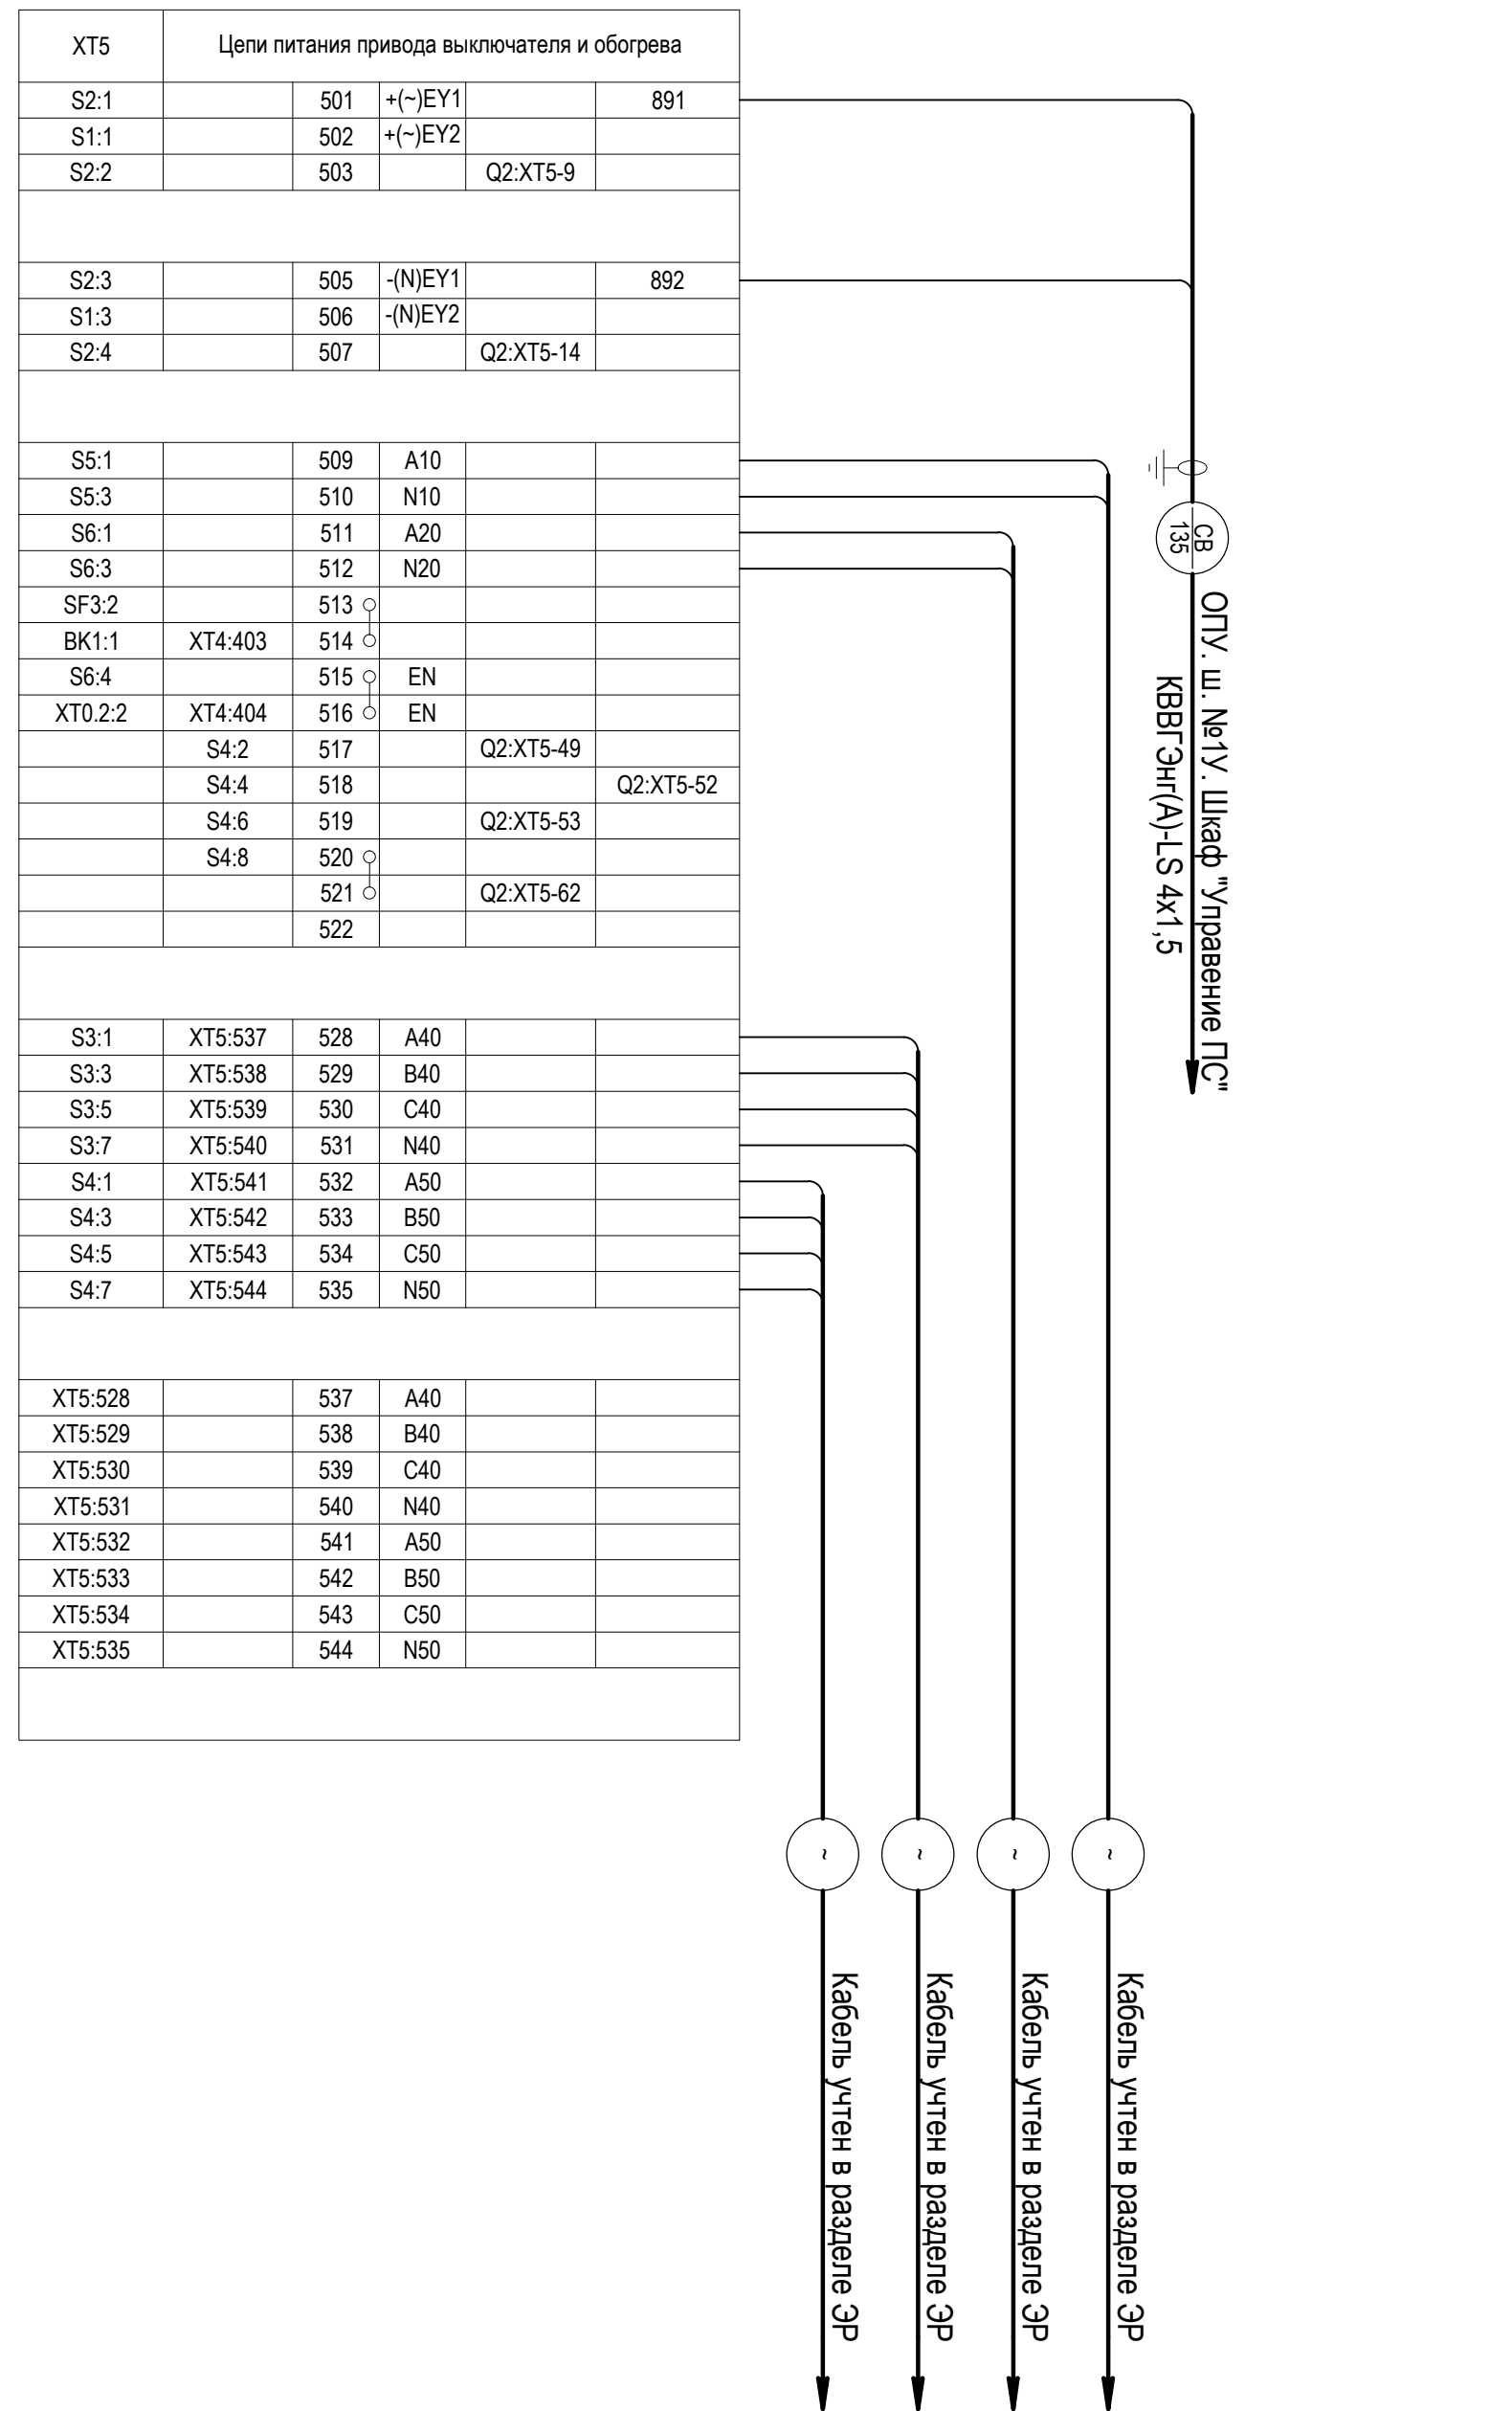 XT5 Цепи питания привода выключателя и обогрева
S2:1 501 +(~)EY1 891
S1:1 502 +(~)EY2
S2:2 503 Q2:XT5-9
S2:3 505 -(N)EY1 892
S1:3 506 -(N)EY2
S2:4 507 Q2:XT5-14
S5:1 509 A10
S5:3 510 N10
S6:1 511 A20
S6:3 512 N20
SF3:2 513
BK1:1 XT4:403 514
S6:4 515 EN
XT0.2:2 XT4:404 516 EN
S4:2 517 Q2:XT5-49
S4:4 518 Q2:XT5-52
S4:6 519 Q2:XT5-53
S4:8 520
521 Q2:XT5-62
522
S3:1 XT5:537 528 A40
S3:3 XT5:538 529 B40
S3:5 XT5:539 530 C40
S3:7 XT5:540 531 N40
S4:1 XT5:541 532 A50
S4:3 XT5:542 533 B50
S4:5 XT5:543 534 C50
S4:7 XT5:544 535 N50
XT5:528 537 A40
XT5:529 538 B40
XT5:530 539 C40
XT5:531 540 N40
XT5:532 541 A50
XT5:533 542 B50
XT5:534 543 C50
XT5:535 544 N50
СВ
135
ОПУ. ш. №1У. Шкаф "Управение ПС"
КВВГЭнг(А)-LS 4х1,5
~
~
~
~
Кабель учтен в разделе ЭР
Кабель учтен в разделе ЭР
Кабель учтен в разделе ЭР
Кабель учтен в разделе ЭР